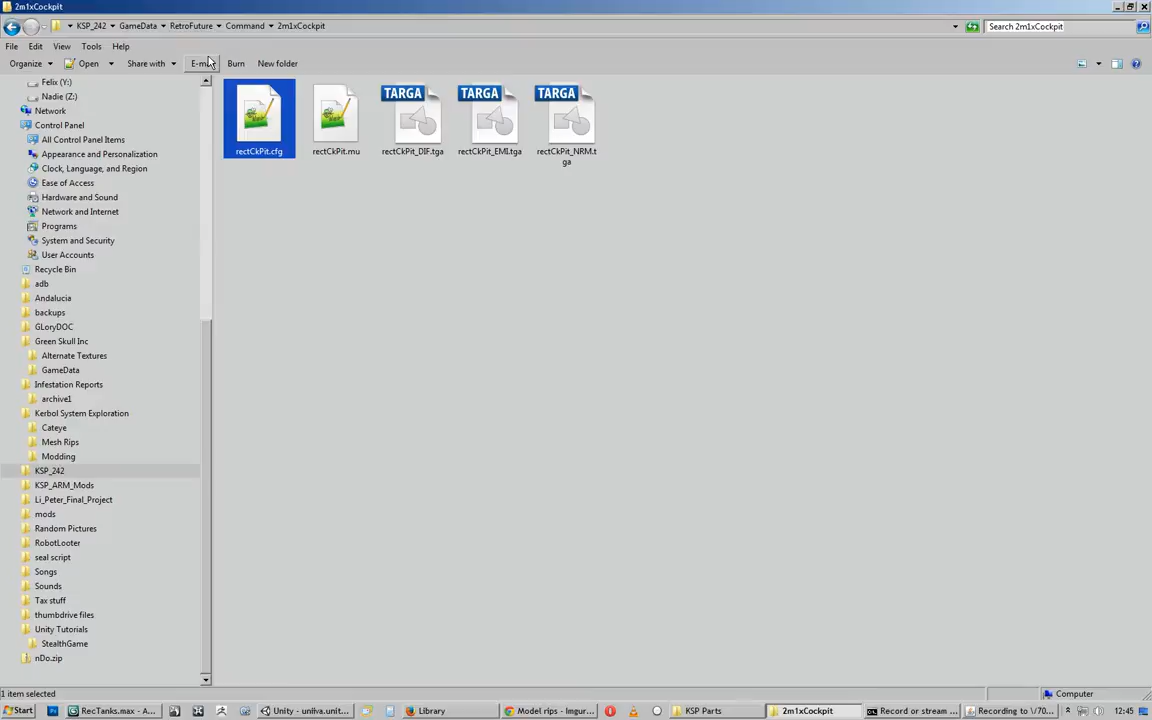 2m1xCockpit
KSP_242 GameData RetroFuture Command 2m1xCockpit
Search 2m1xCockpit
File Edit View Tools Help
Organize Open Share with E-mail Burn New folder
Felix (Y:)
Nadie (Z:)
Network
Control Panel
All Control Panel Items
Appearance and Personalization
Clock, Language, and Region
Ease of Access
Hardware and Sound
Network and Internet
Programs
System and Security
User Accounts
Recycle Bin
adb
Andalucia
backups
GLoryDOC
Green Skull Inc
Alternate Textures
GameData
Infestation Reports
archive1
Kerbol System Exploration
Cateye
Mesh Rips
Modding
KSP_242
KSP_ARM_Mods
Li_Peter_Final_Project
mods
Random Pictures
RobotLooter
seal script
Songs
Sounds
Tax stuff
thumbdrive files
Unity Tutorials
StealthGame
nDo.zip
TARGA TARGA TARGA
rectCkPit.cfg rectCkPit.mu rectCkPit_DIF.tga rectCkPit_EMI.tga rectCkPit_NRM.t
ga
1 item selected
Computer
Start RecTanks.max - A... Unity - unliva.unit... Library Model rips - Imgur... KSP Parts 2m1xCockpit Record or stream ... Recording to \/70... 12:45